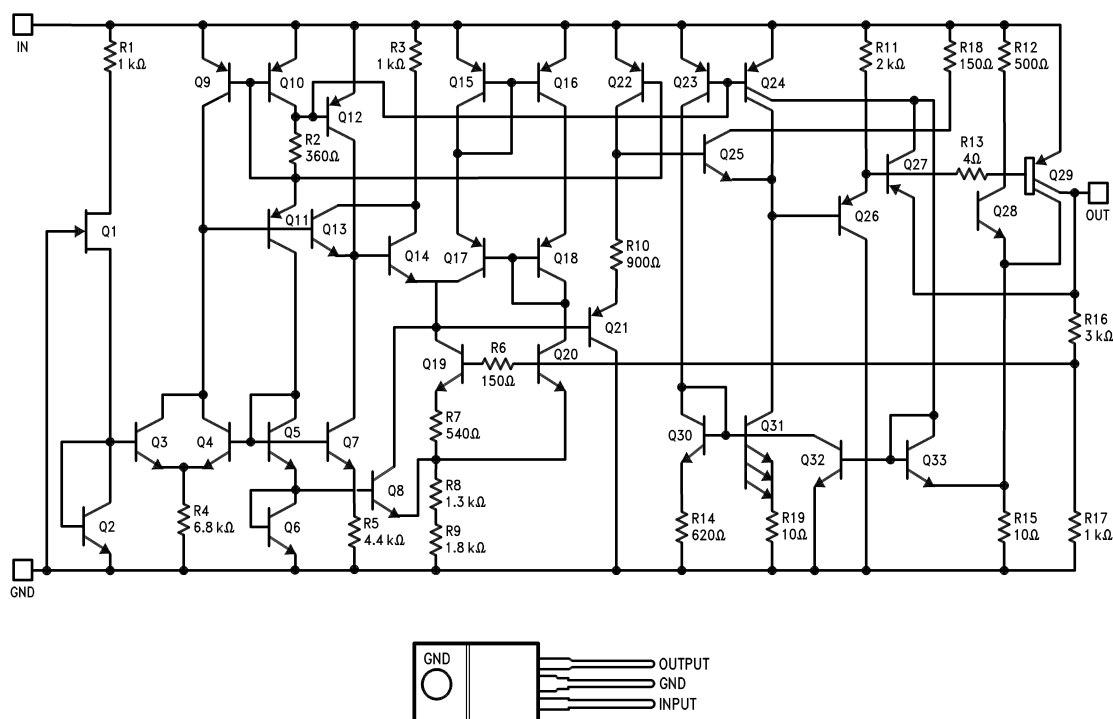 IN
R1
1 kΩ
Q9
Q10
R3
1 kΩ
Q15
Q16
Q22
Q23
Q24
R11
2 kΩ
R18
150Ω
R12
500Ω
Q12
R2
360Ω
Q25
Q27
R13
4Ω
Q29
OUT
Q1
Q11
Q13
Q14
Q17
Q18
R10
900Ω
Q26
Q28
Q21
R16
3 kΩ
Q19
R6
150Ω
Q20
Q3
Q4
Q5
Q7
R7
540Ω
Q30
Q31
Q32
Q33
Q8
R8
1.3 kΩ
Q2
R4
6.8 kΩ
Q6
R5
4.4 kΩ
R9
1.8 kΩ
R14
620Ω
R19
10Ω
R15
10Ω
R17
1 kΩ
GND
GND
OUTPUT
GND
INPUT